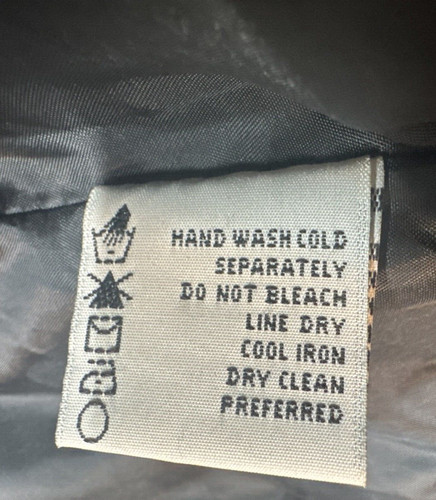 HAND WASH COLD
SEPARATELY
DO NOT BLEACH
LINE DRY
COOL IRON
DRY CLEAN
PREFERRED